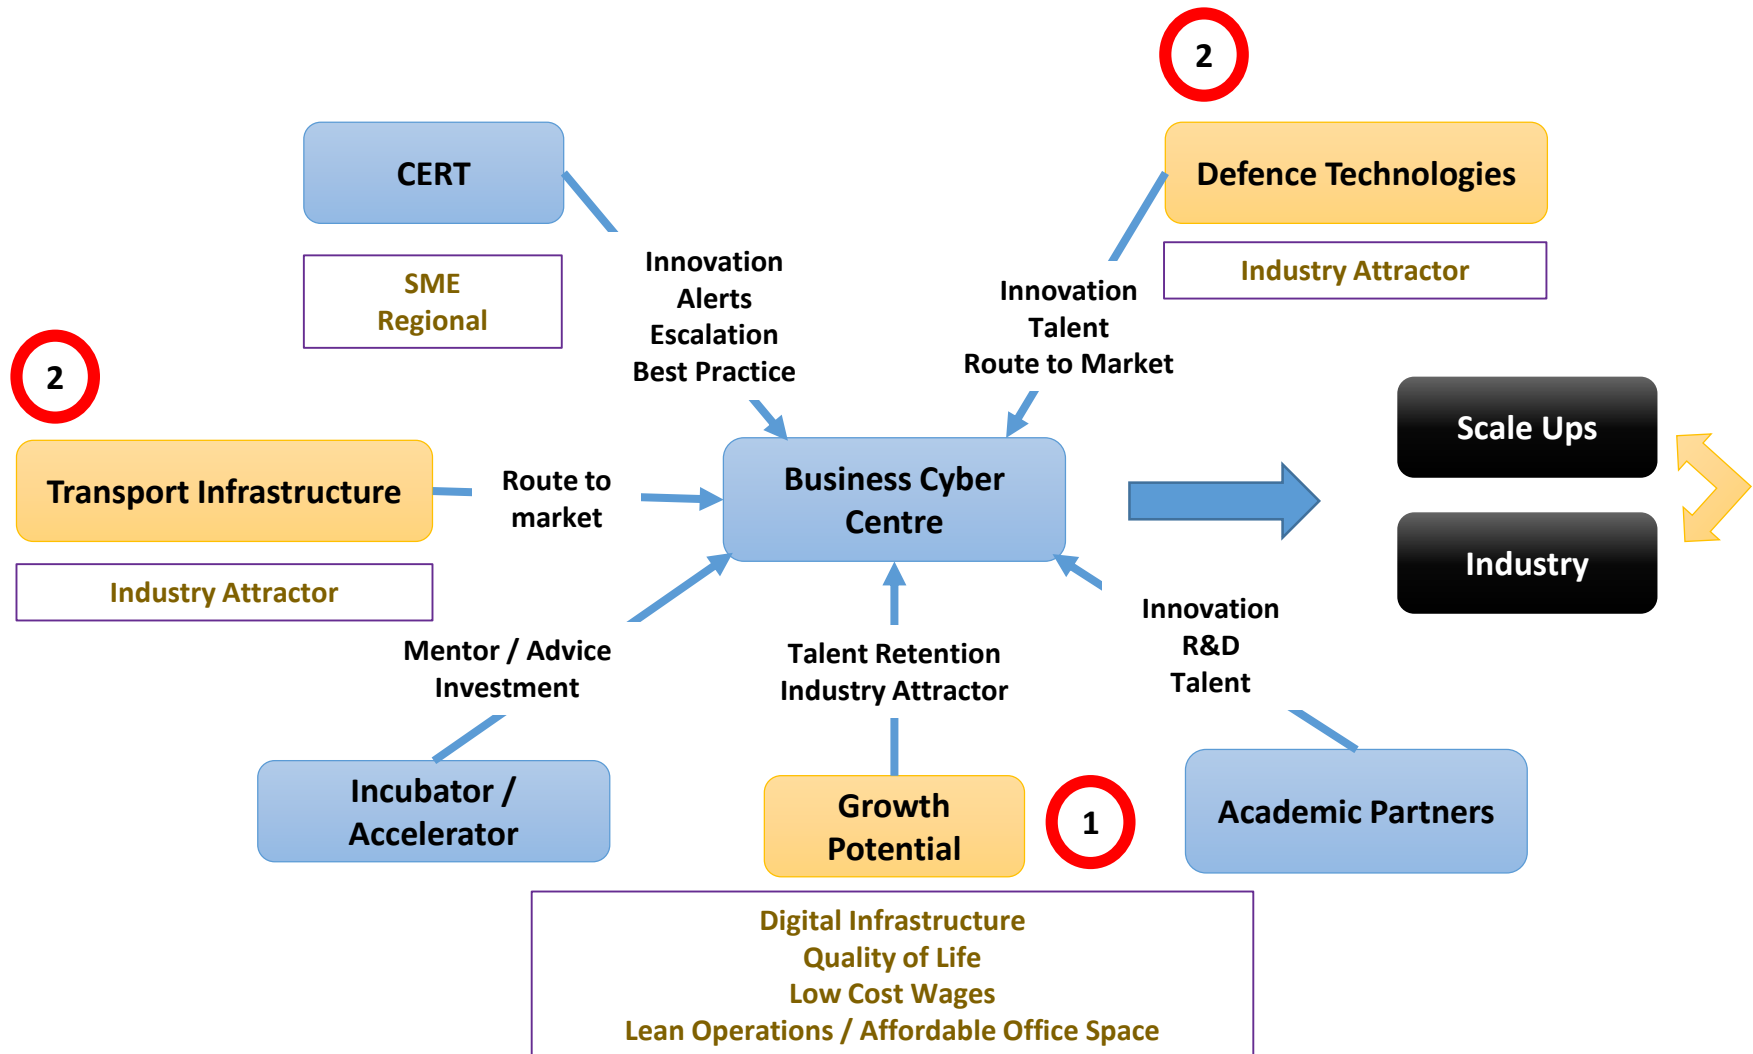 2
CERT
Defence Technologies
SME
Regional
Innovation
Alerts
Escalation
Best Practice
Innovation
Talent
Route to Market
Industry Attractor
2
Transport Infrastructure
Industry Attractor
Route to
market
Business Cyber
Centre
Scale Ups
Industry
Mentor / Advice
Investment
Talent Retention
Industry Attractor
Innovation
R&D
Talent
Incubator /
Accelerator
Growth
Potential
1
Academic Partners
Digital Infrastructure
Quality of Life
Low Cost Wages
Lean Operations / Affordable Office Space